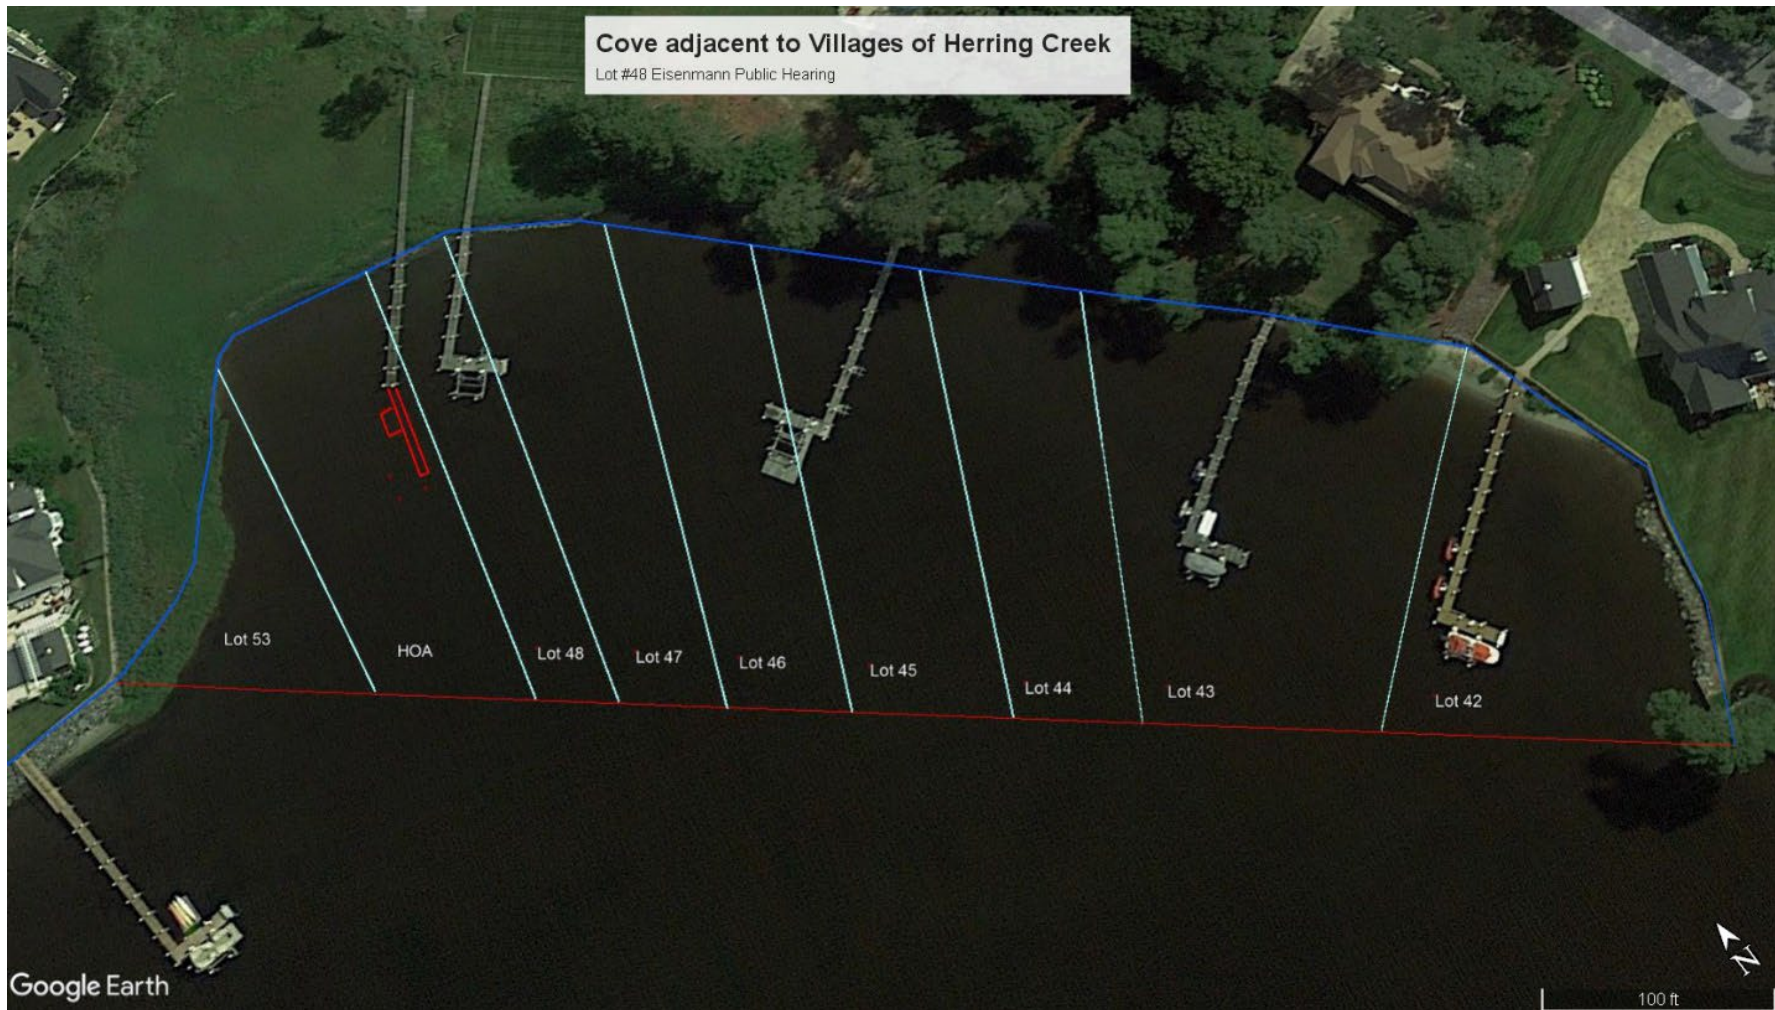 Cove adjacent to Villages of Herring Creek
Lot #48 Eisenmann Public Hearing
Lot 53
HOA
Lot 48
Lot 47
Lot 46
Lot 45
Lot 44
Lot 43
Lot 42
N
Google Earth
100 ft